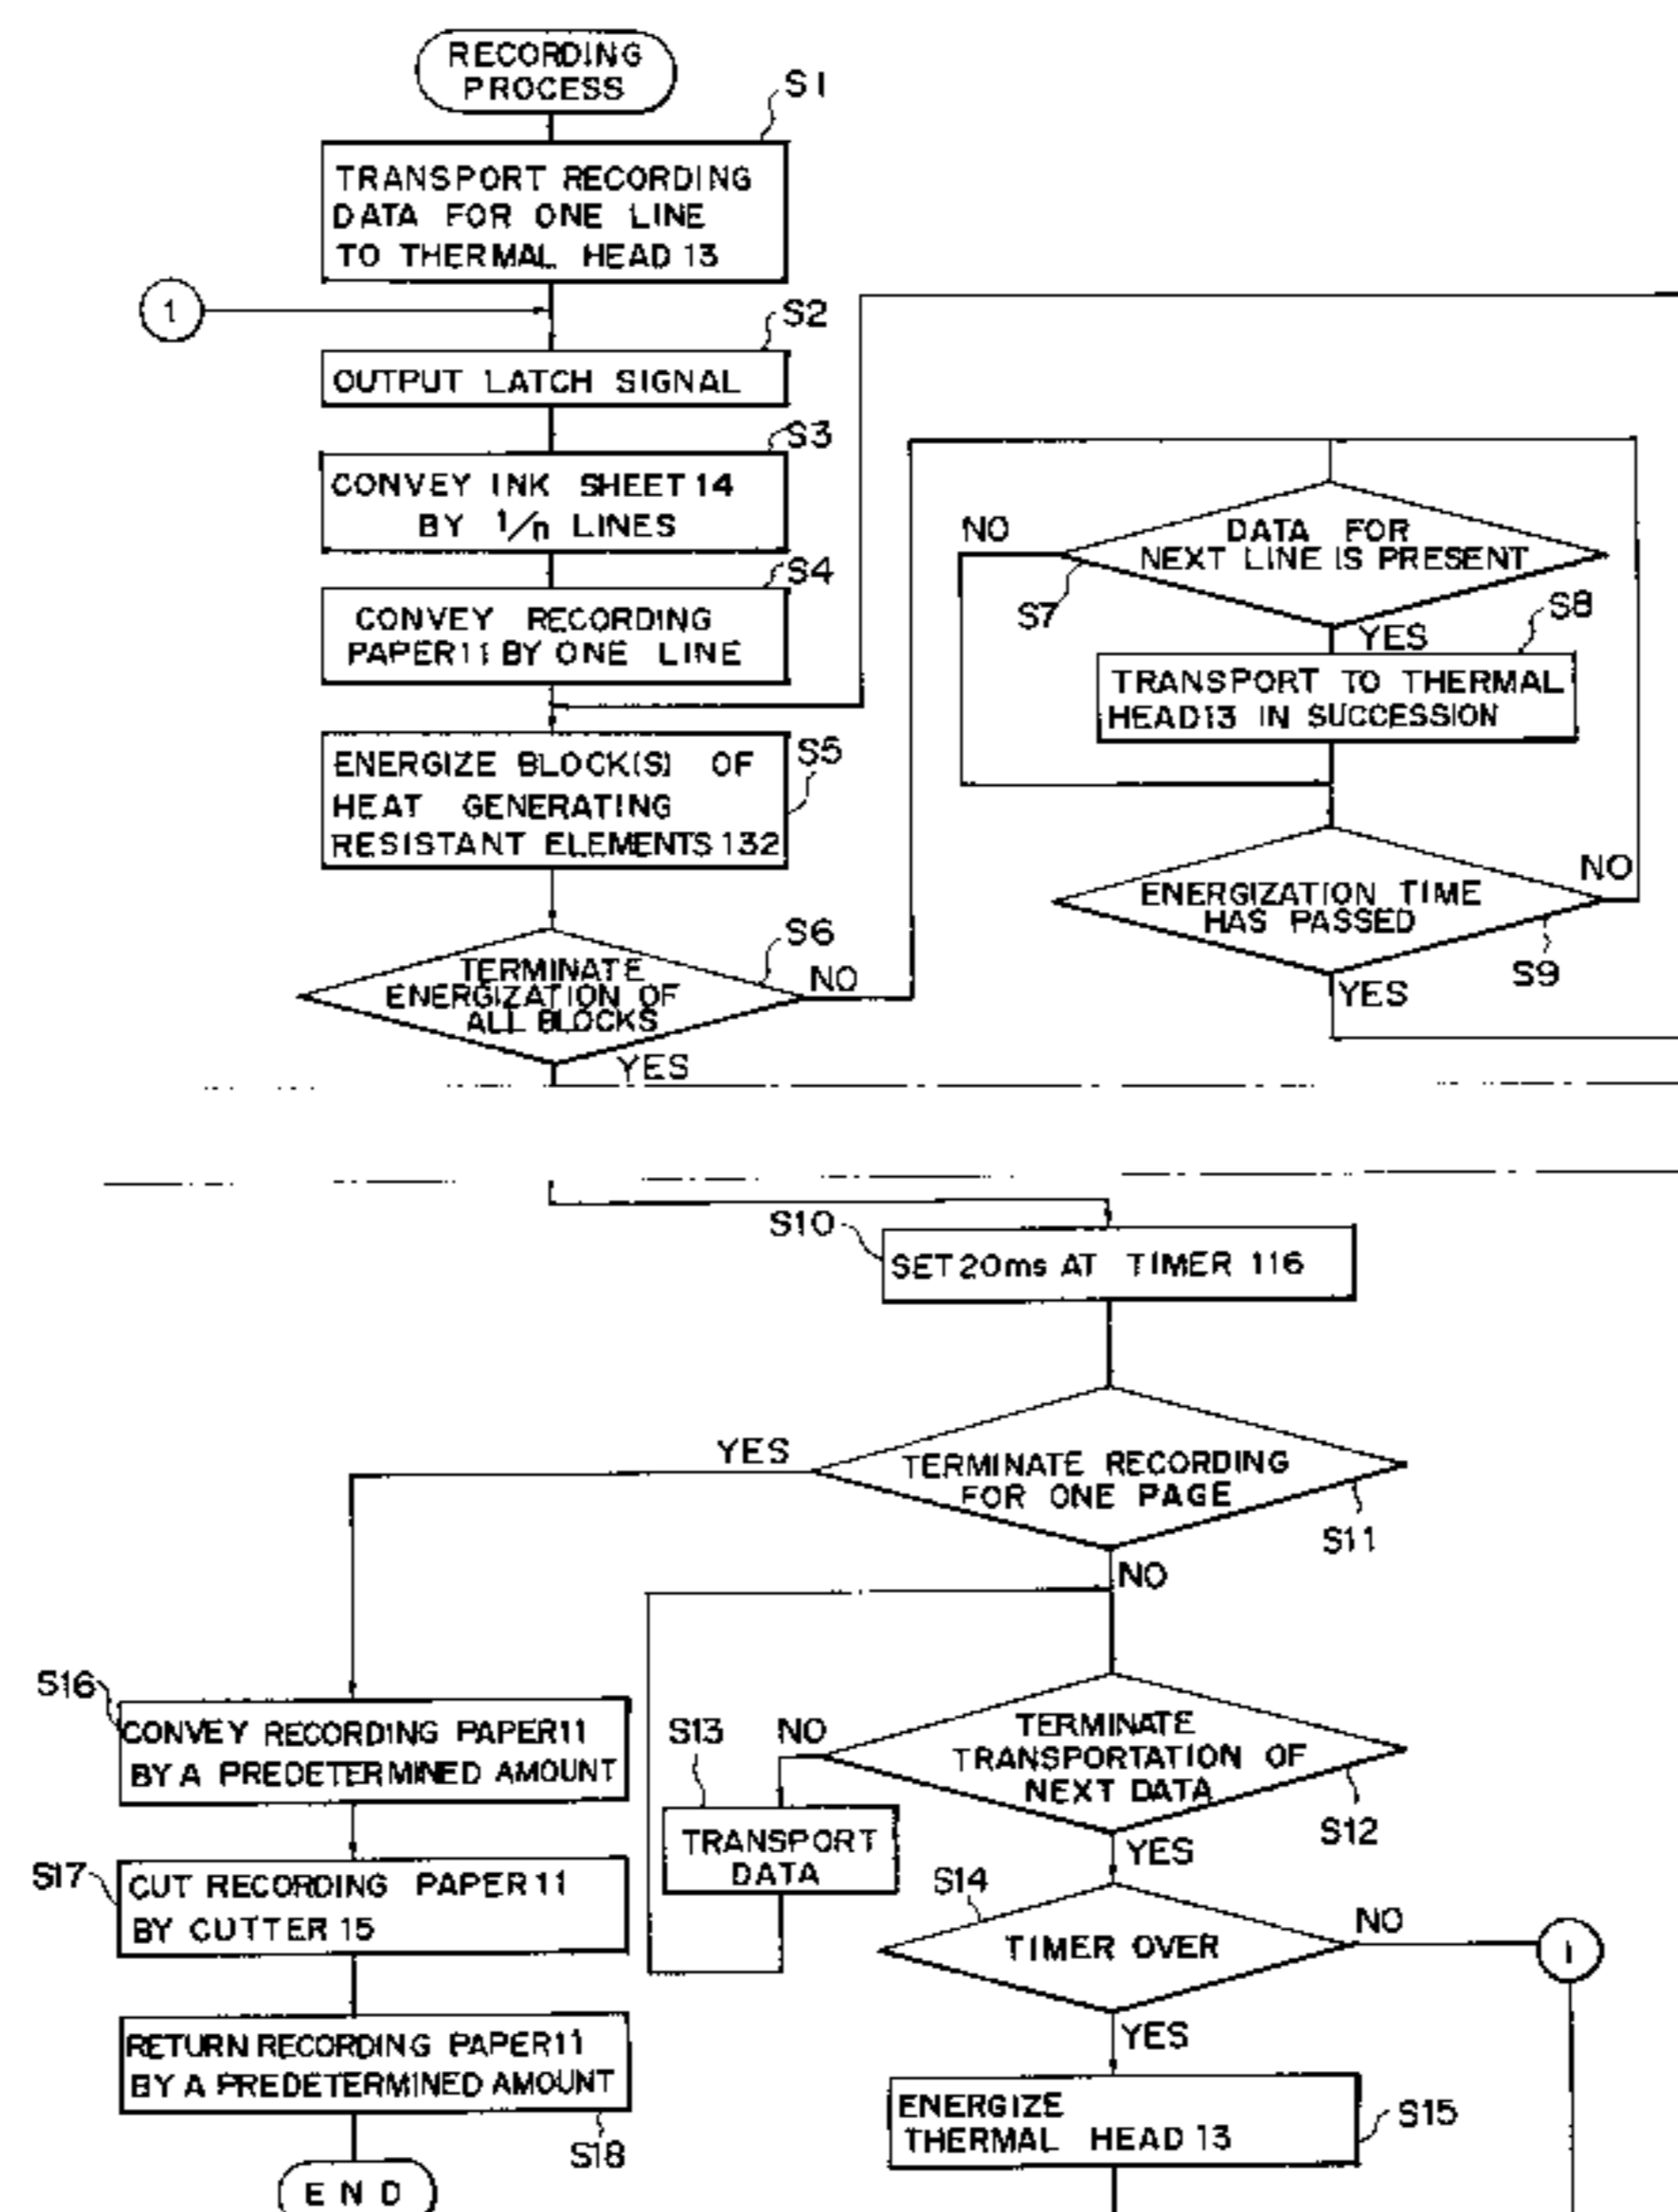 RECORDING
PROCESS
S1
TRANSPORT RECORDING
DATA FOR ONE LINE
TO THERMAL HEAD 13
1
S2
OUTPUT LATCH SIGNAL
S3
CONVEY INK SHEET 14
BY 1/n LINES
S4
CONVEY RECORDING
PAPER 11 BY ONE LINE
S5
ENERGIZE BLOCK(S) OF
HEAT GENERATING
RESISTANT ELEMENTS 132
S6
TERMINATE
ENERGIZATION OF
ALL BLOCKS
NO
YES
DATA FOR
NEXT LINE IS PRESENT
NO
S7
YES
S8
TRANSPORT TO THERMAL
HEAD 13 IN SUCCESSION
ENERGIZATION TIME
HAS PASSED
NO
S9
YES
S10
SET 20ms AT TIMER 116
YES
TERMINATE RECORDING
FOR ONE PAGE
S11
NO
S16
CONVEY RECORDING PAPER 11
BY A PREDETERMINED AMOUNT
S13
NO
TERMINATE
TRANSPORTATION OF
NEXT DATA
S12
TRANSPORT
DATA
YES
S17
CUT RECORDING PAPER 11
BY CUTTER 15
S14
TIMER OVER
NO
1
YES
RETURN RECORDING PAPER 11
BY A PREDETERMINED AMOUNT
S18
ENERGIZE
THERMAL HEAD 13
S15
END